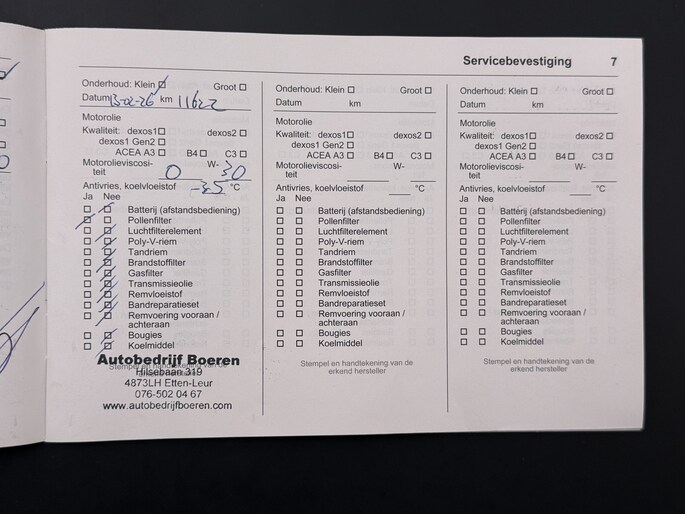 Servicebevestiging 7
Onderhoud: Klein Groot
Datum 13-02-26 km 11622
Motorolie
Kwaliteit: dexos1 dexos2
dexos1 Gen2
ACEA A3 B4 C3
Motorolieviscosi-
teit 0 W- 30
Antivries, koelvloeistof -35 °C
Ja Nee
Batterij (afstandsbediening)
Pollenfilter
Luchtfilterelement
Poly-V-riem
Tandriem
Brandstoffilter
Gasfilter
Transmissieolie
Remvloeistof
Bandreparatieset
Remvoering vooraan /
achteraan
Bougies
Koelmiddel
Autobedrijf Boeren
Hilsebaan 319
4873LH Etten-Leur
076-502 04 67
www.autobedrijfboeren.com
Onderhoud: Klein Groot
Datum km
Motorolie
Kwaliteit: dexos1 dexos2
dexos1 Gen2
ACEA A3 B4 C3
Motorolieviscosi-
teit W-
Antivries, koelvloeistof °C
Ja Nee
Batterij (afstandsbediening)
Pollenfilter
Luchtfilterelement
Poly-V-riem
Tandriem
Brandstoffilter
Gasfilter
Transmissieolie
Remvloeistof
Bandreparatieset
Remvoering vooraan /
achteraan
Bougies
Koelmiddel
Stempel en handtekening van de
erkend hersteller
Onderhoud: Klein Groot
Datum km
Motorolie
Kwaliteit: dexos1 dexos2
dexos1 Gen2
ACEA A3 B4 C3
Motorolieviscosi-
teit W-
Antivries, koelvloeistof °C
Ja Nee
Batterij (afstandsbediening)
Pollenfilter
Luchtfilterelement
Poly-V-riem
Tandriem
Brandstoffilter
Gasfilter
Transmissieolie
Remvloeistof
Bandreparatieset
Remvoering vooraan /
achteraan
Bougies
Koelmiddel
Stempel en handtekening van de
erkend hersteller